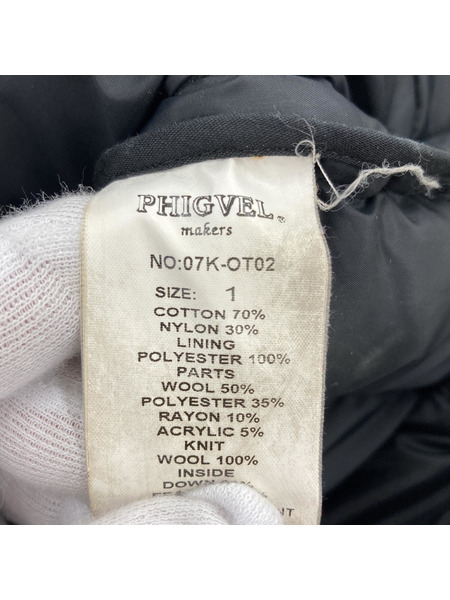 PHIGVEL
makers
NO:07K-OT02
SIZE: 1
COTTON 70%
NYLON 30%
LINING
POLYESTER 100%
PARTS
WOOL 50%
POLYESTER 35%
RAYON 10%
ACRYLIC 5%
KNIT
WOOL 100%
INSIDE
DOWN